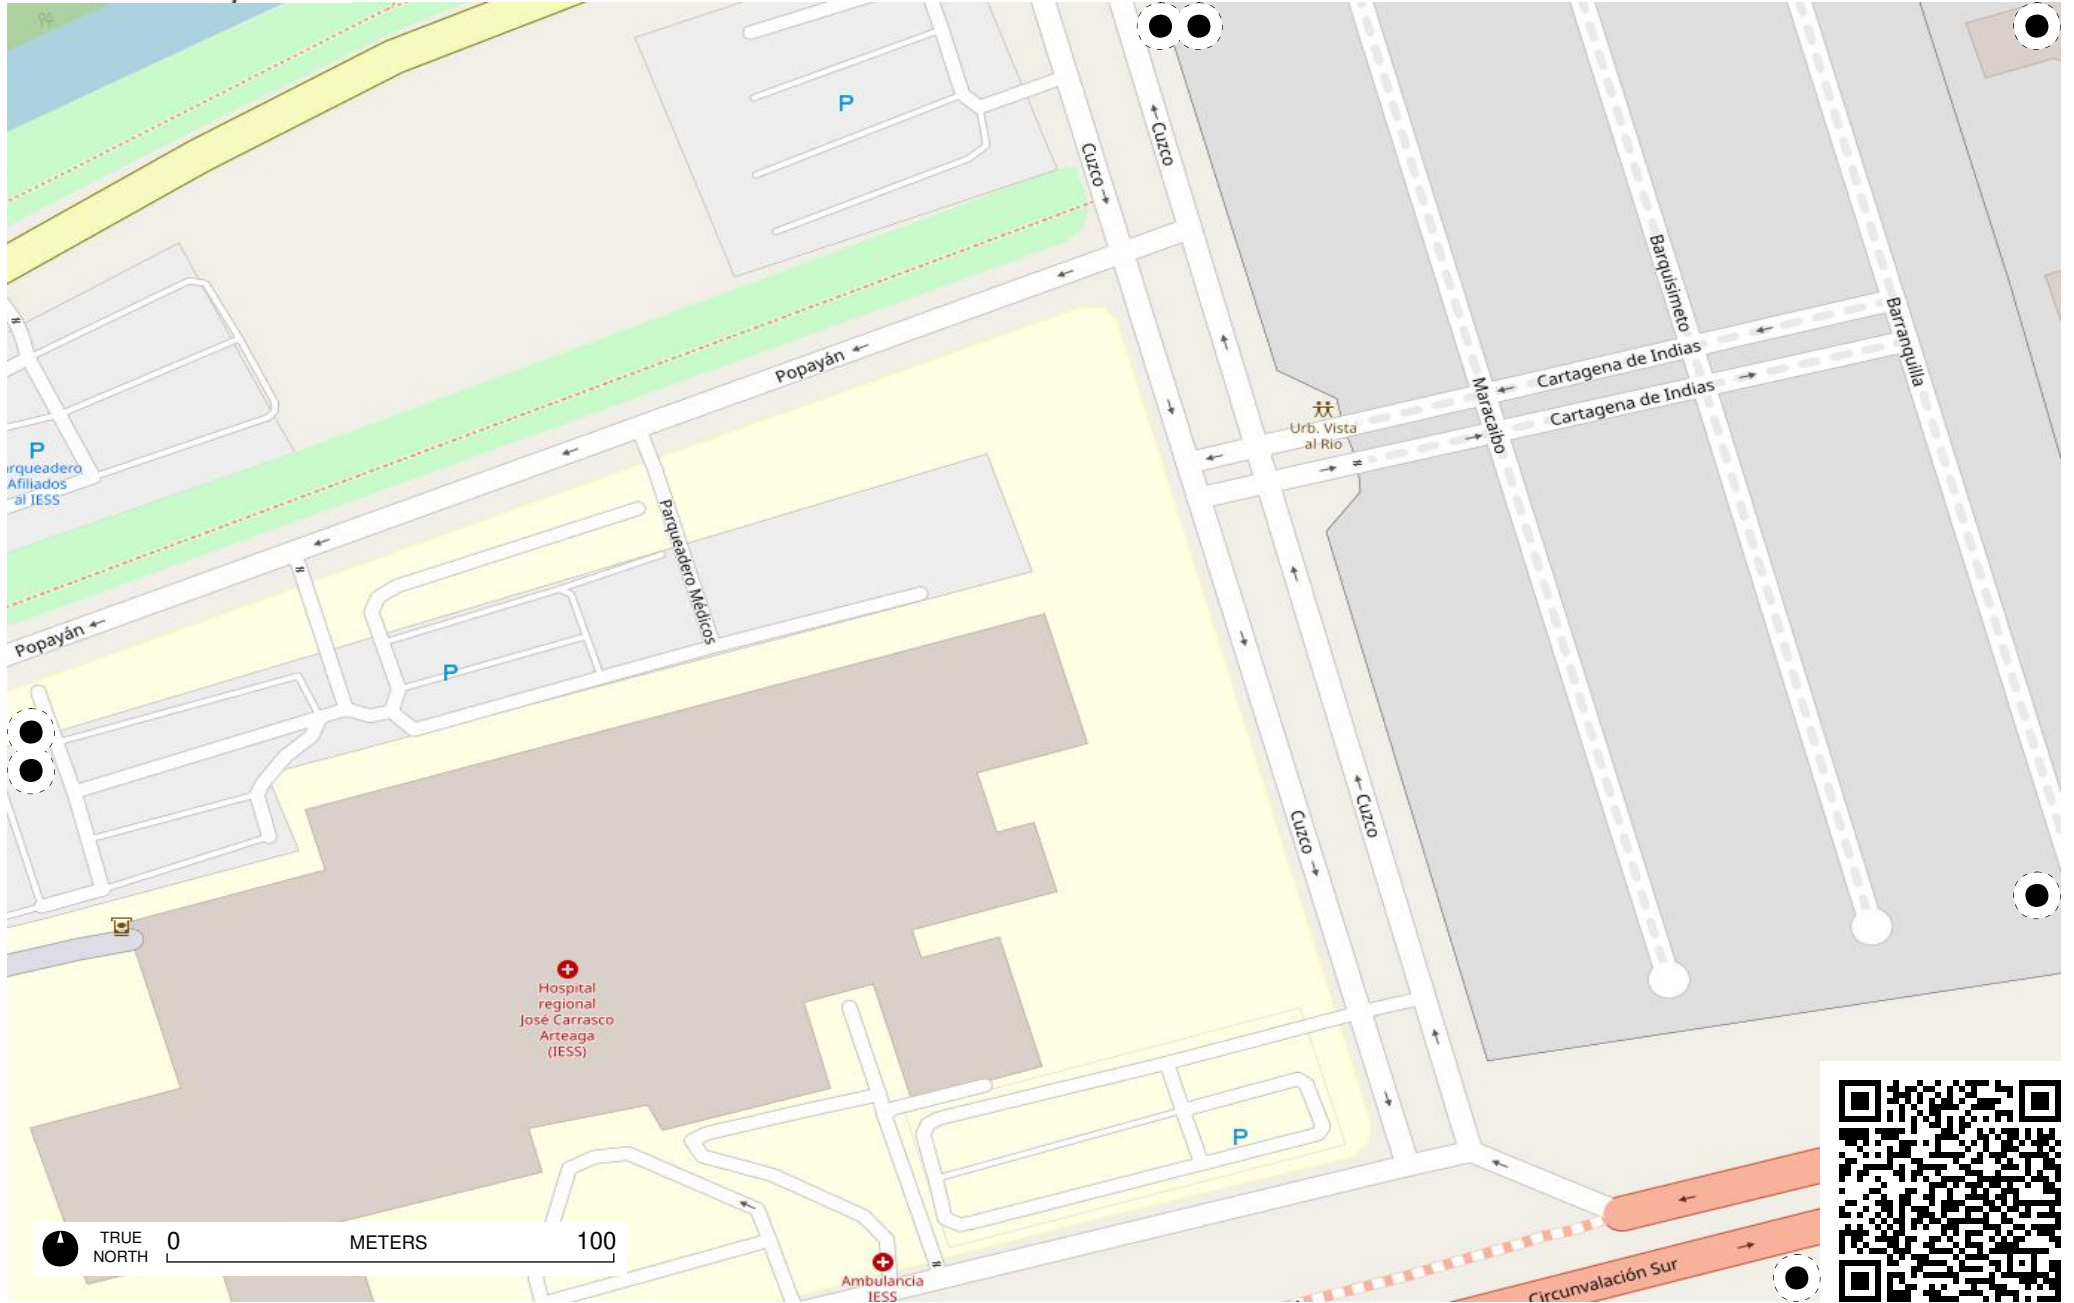 P
Cuzco
Cuzco
Barquisimeto
Barranquilla
Popayán
Cartagena de Indias
Cartagena de Indias
Maracaibo
Urb. Vista
al Rio
P
rqueadero
Afiliados
al IESS
Parqueadero Médicos
Popayán
P
Cuzco
Cuzco
Hospital
regional
José Carrasco
Arteaga
(IESS)
P
TRUE
NORTH
0 METERS 100
Ambulancia
IESS
Circunvalación Sur